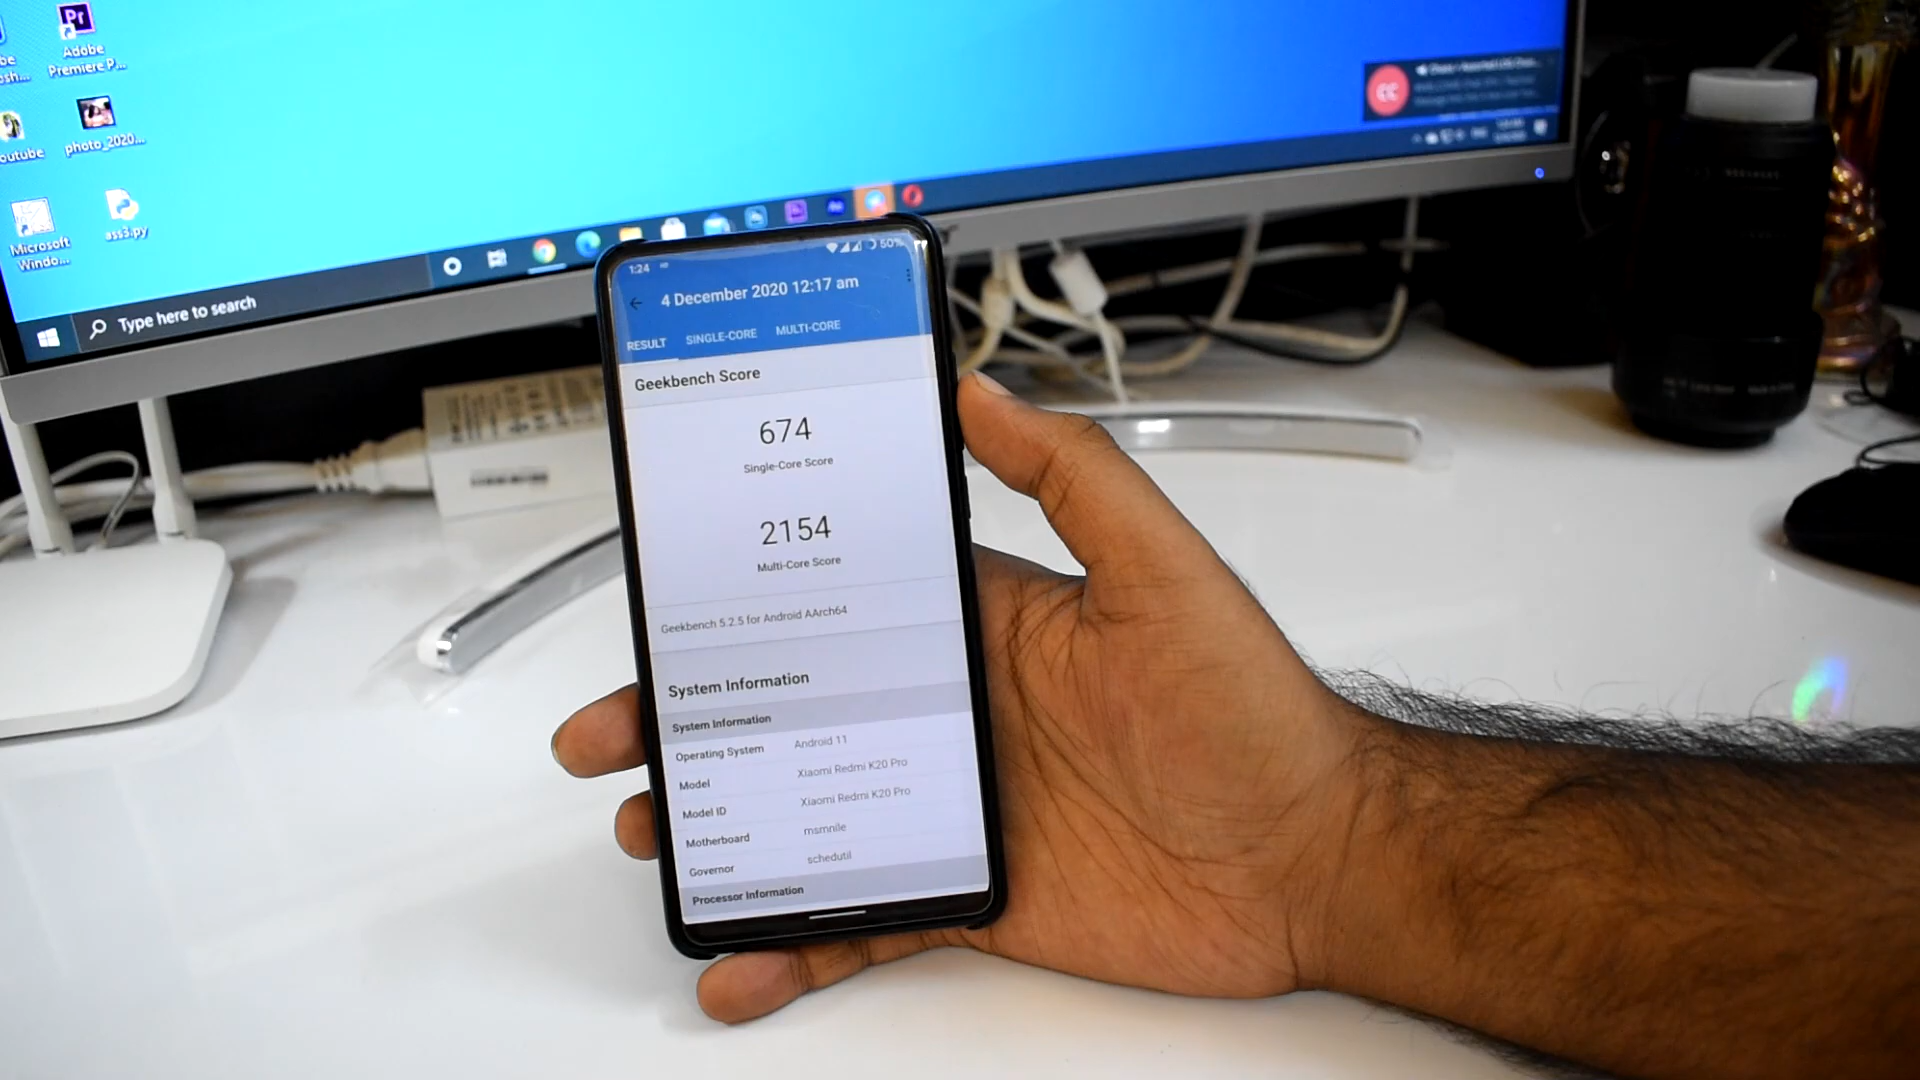 Pr
Adobe
Premiere P...
photo_2020...
outube
Microsoft
Windo...
ass3.py
Type here to search
CC
1:24
50%
4 December 2020 12:17 am
RESULT
SINGLE-CORE
MULTI-CORE
Geekbench Score
674
Single-Core Score
2154
Multi-Core Score
Geekbench 5.2.5 for Android AArch64
System Information
System Information
Operating System Android 11
Model Xiaomi Redmi K20 Pro
Model ID Xiaomi Redmi K20 Pro
Motherboard msmnile
Governor schedutil
Processor Information